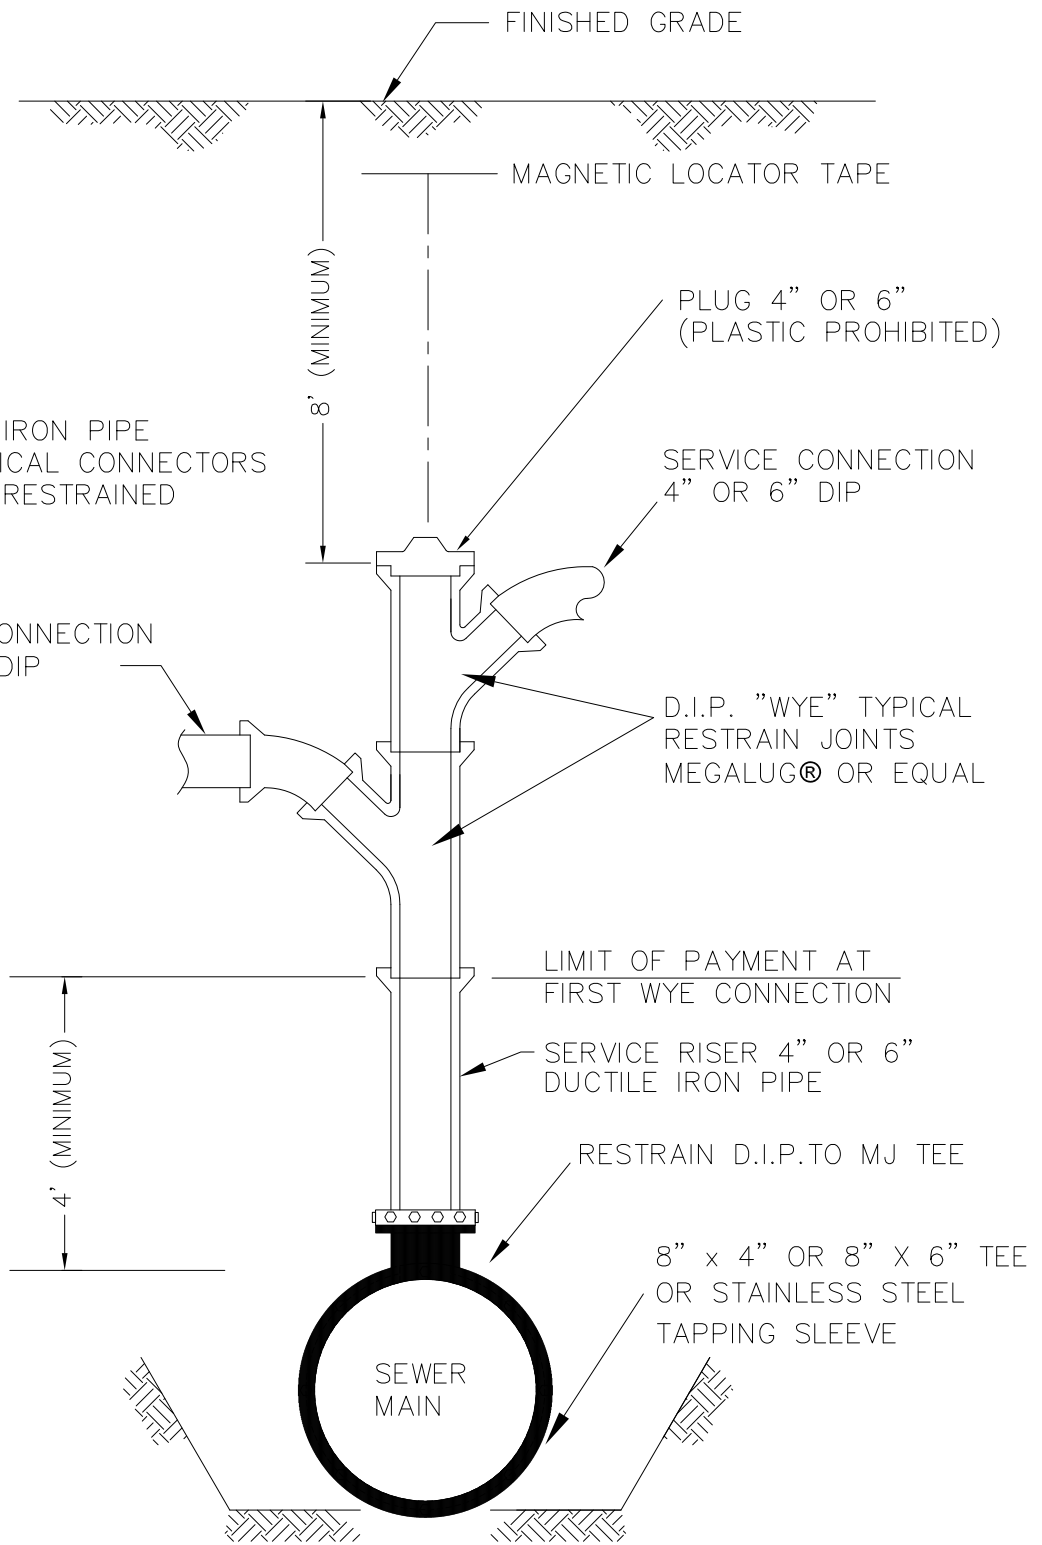 FINISHED GRADE
MAGNETIC LOCATOR TAPE
8' (MINIMUM)
PLUG 4” OR 6”
(PLASTIC PROHIBITED)
IRON PIPE
ICAL CONNECTORS
RESTRAINED
SERVICE CONNECTION
4” OR 6” DIP
ONNECTION
DIP
D.I.P. ”WYE” TYPICAL
RESTRAIN JOINTS
MEGALUG® OR EQUAL
LIMIT OF PAYMENT AT
FIRST WYE CONNECTION
4' (MINIMUM)
SERVICE RISER 4” OR 6”
DUCTILE IRON PIPE
RESTRAIN D.I.P.TO MJ TEE
8” x 4” OR 8” X 6” TEE
OR STAINLESS STEEL
TAPPING SLEEVE
SEWER
MAIN